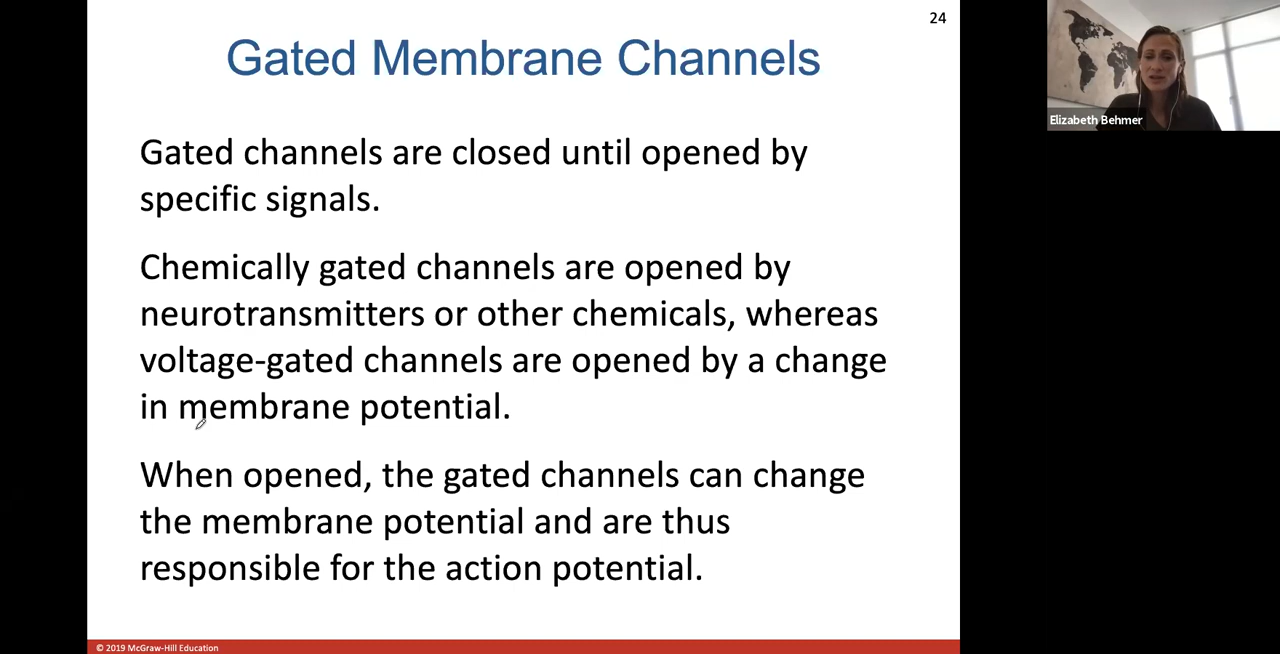 24
Gated Membrane Channels
Elizabeth Behmer
Gated channels are closed until opened by
specific signals.
Chemically gated channels are opened by
neurotransmitters or other chemicals, whereas
voltage-gated channels are opened by a change
in membrane potential.
When opened, the gated channels can change
the membrane potential and are thus
responsible for the action potential.
© 2019 McGraw-Hill Education